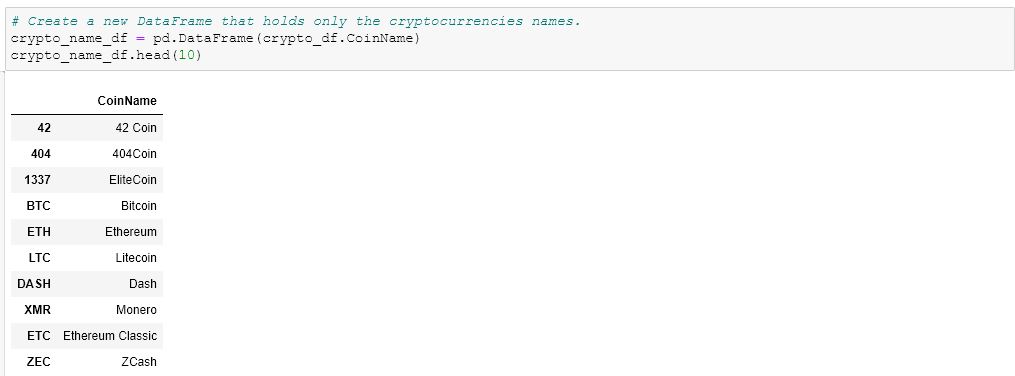 # Create a new DataFrame that holds only the cryptocurrencies names.
crypto_name_df = pd.DataFrame(crypto_df.CoinName)
crypto_name_df.head(10)
CoinName
42 42 Coin
404 404Coin
1337 EliteCoin
BTC Bitcoin
ETH Ethereum
LTC Litecoin
DASH Dash
XMR Monero
ETC Ethereum Classic
ZEC ZCash